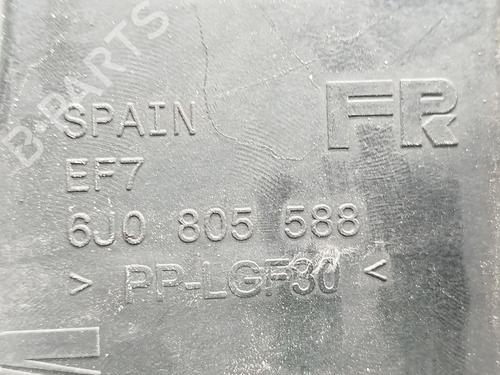 B-PARTS
SPAIN FR
EF7
6J0 805 588
> PP-LGF30 <